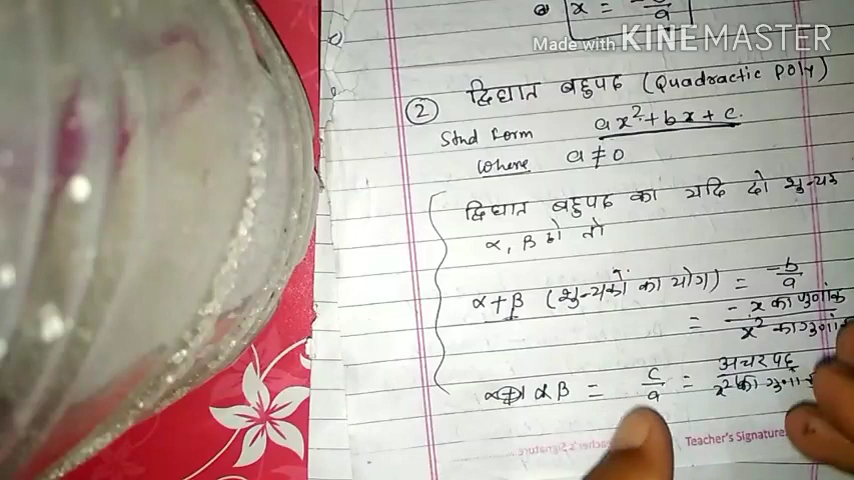 x =
a
Made with KINEMASTER
② द्विघात बहुपद (Quadractic Poly)
Stnd Form ax² + bx + c.
Where a ≠ 0
द्विघात बहुपद का यदि दो शुन्यक
α, β हो तो
α + β (शुन्यकों का योग) = -b/a
= -x का गुणांक / x² का गुणांक
αβ = c/a = अचर पद / x² का गुणांक
Teacher's Signature